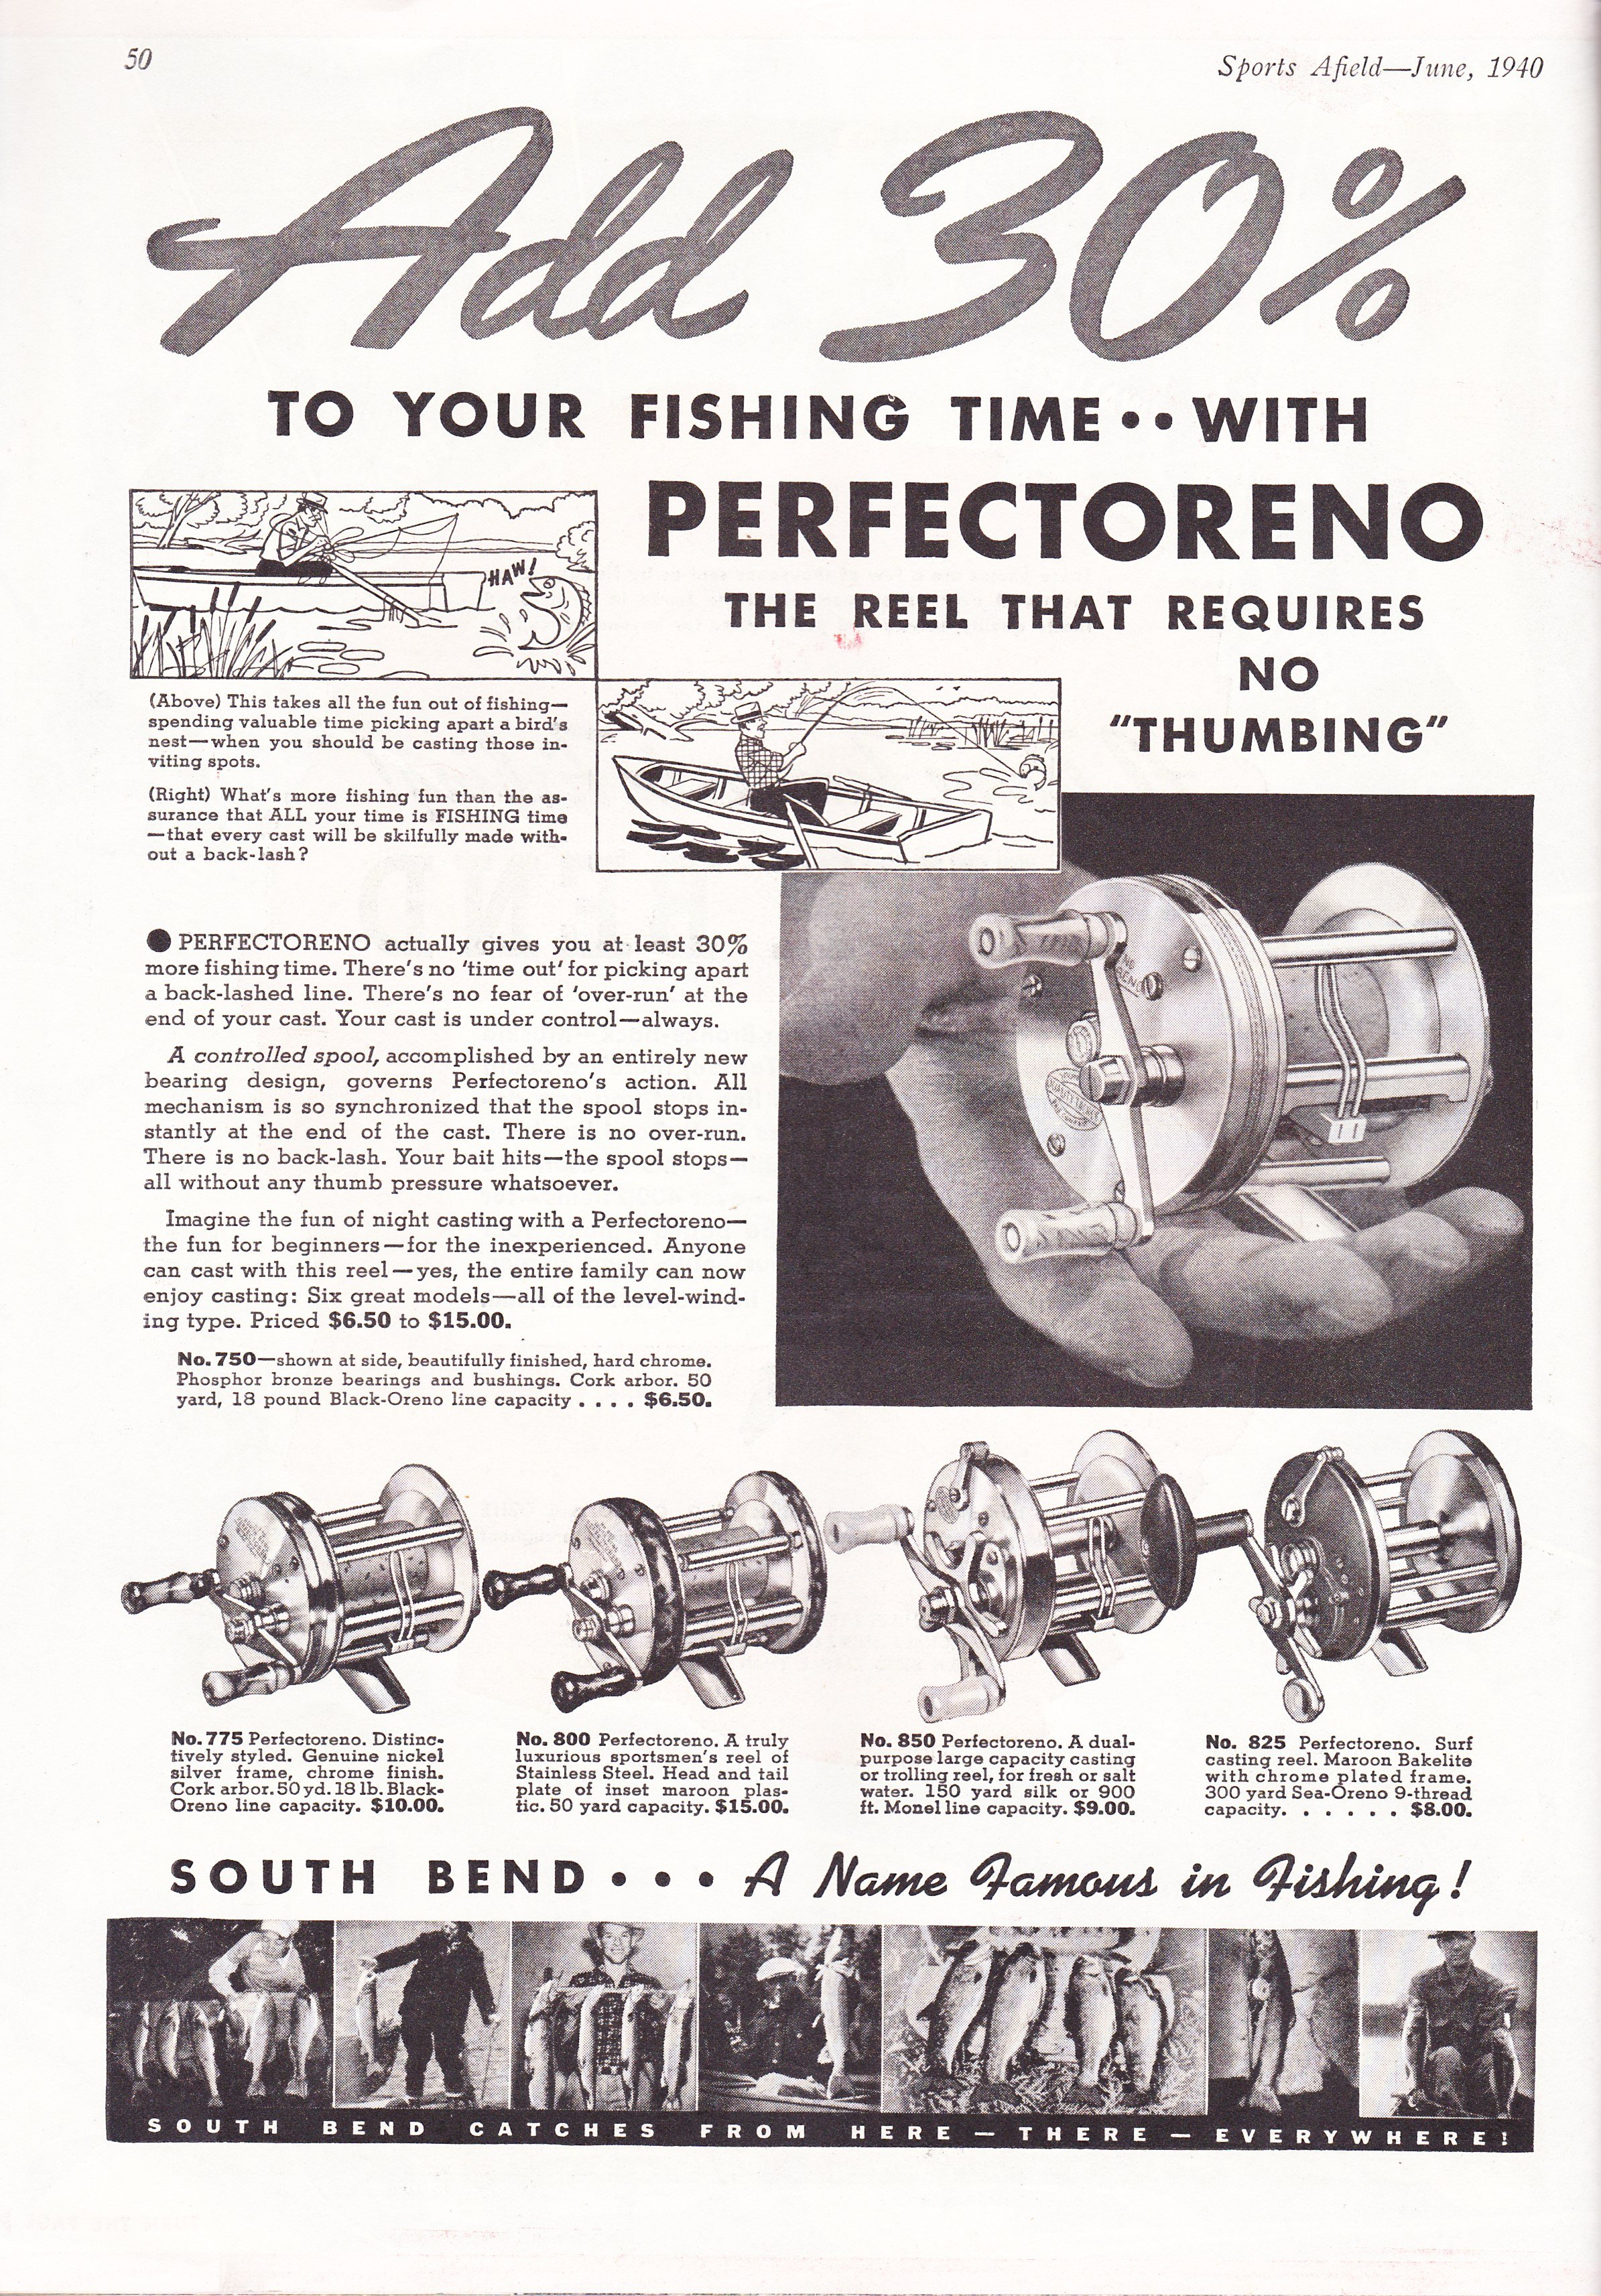 50
Sports Afield—June, 1940
Add 30%
TO YOUR FISHING TIME • • WITH
PERFECTORENO
THE REEL THAT REQUIRES
NO
"THUMBING"
HAW!
(Above) This takes all the fun out of fishing—
spending valuable time picking apart a bird's
nest—when you should be casting those in-
viting spots.
(Right) What's more fishing fun than the as-
surance that ALL your time is FISHING time
—that every cast will be skilfully made with-
out a back-lash?
● PERFECTORENO actually gives you at least 30%
more fishing time. There's no 'time out' for picking apart
a back-lashed line. There's no fear of 'over-run' at the
end of your cast. Your cast is under control—always.
A controlled spool, accomplished by an entirely new
bearing design, governs Perfectoreno's action. All
mechanism is so synchronized that the spool stops in-
stantly at the end of the cast. There is no over-run.
There is no back-lash. Your bait hits—the spool stops—
all without any thumb pressure whatsoever.
Imagine the fun of night casting with a Perfectoreno—
the fun for beginners—for the inexperienced. Anyone
can cast with this reel—yes, the entire family can now
enjoy casting: Six great models—all of the level-wind-
ing type. Priced $6.50 to $15.00.
No. 750—shown at side, beautifully finished, hard chrome.
Phosphor bronze bearings and bushings. Cork arbor. 50
yard, 18 pound Black-Oreno line capacity . . . . $6.50.
No. 775 Perfectoreno. Distinc-
tively styled. Genuine nickel
silver frame, chrome finish.
Cork arbor. 50 yd. 18 lb. Black-
Oreno line capacity. $10.00.
No. 800 Perfectoreno. A truly
luxurious sportsmen's reel of
Stainless Steel. Head and tail
plate of inset maroon plas-
tic. 50 yard capacity. $15.00.
No. 850 Perfectoreno. A dual-
purpose large capacity casting
or trolling reel, for fresh or salt
water. 150 yard silk or 900
ft. Monel line capacity. $9.00.
No. 825 Perfectoreno. Surf
casting reel. Maroon Bakelite
with chrome plated frame.
300 yard Sea-Oreno 9-thread
capacity. . . . . . . $8.00.
SOUTH BEND • • • A Name Famous in Fishing!
SOUTH BEND CATCHES FROM HERE — THERE — EVERYWHERE!